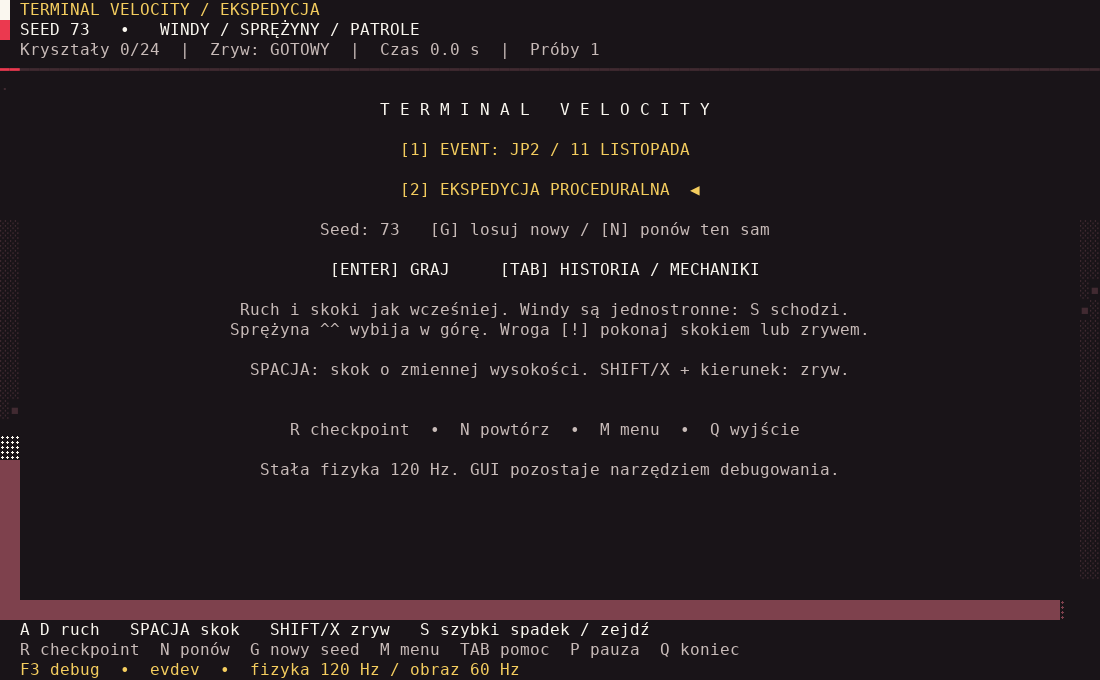 TERMINAL VELOCITY / EKSPEDYCJA
SEED 73 • WINDY / SPRĘŻYNY / PATROLE
Kryształy 0/24 | Zryw: GOTOWY | Czas 0.0 s | Próby 1
T E R M I N A L   V E L O C I T Y
[1] EVENT: JP2 / 11 LISTOPADA
[2] EKSPEDYCJA PROCEDURALNA ◀
Seed: 73 [G] losuj nowy / [N] ponów ten sam
[ENTER] GRAJ [TAB] HISTORIA / MECHANIKI
Ruch i skoki jak wcześniej. Windy są jednostronne: S schodzi.
Sprężyna ^^ wybija w górę. Wroga [!] pokonaj skokiem lub zrywem.
SPACJA: skok o zmiennej wysokości. SHIFT/X + kierunek: zryw.
R checkpoint • N powtórz • M menu • Q wyjście
Stała fizyka 120 Hz. GUI pozostaje narzędziem debugowania.
A D ruch SPACJA skok SHIFT/X zryw S szybki spadek / zejdź
R checkpoint N ponów G nowy seed M menu TAB pomoc P pauza Q koniec
F3 debug • evdev • fizyka 120 Hz / obraz 60 Hz